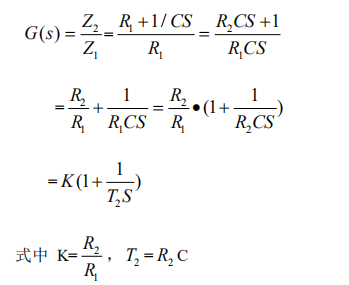 G(s) = Z₂/Z₁ = (R₁ + 1/CS)/R₁ = (R₂CS + 1)/(R₁CS)
= R₂/R₁ + 1/(R₁CS) = R₂/R₁ • (1 + 1/(R₂CS))
= K(1 + 1/(T₂S))
式中 K= R₂/R₁ , T₂ = R₂ C